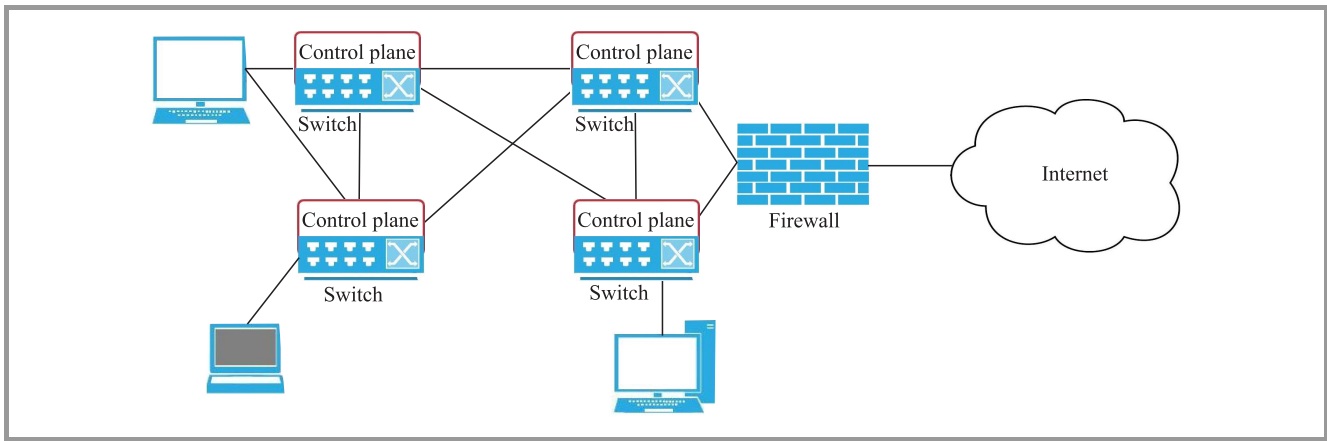 Control plane
Control plane
Switch
Switch
Firewall
Internet
Control plane
Control plane
Switch
Switch